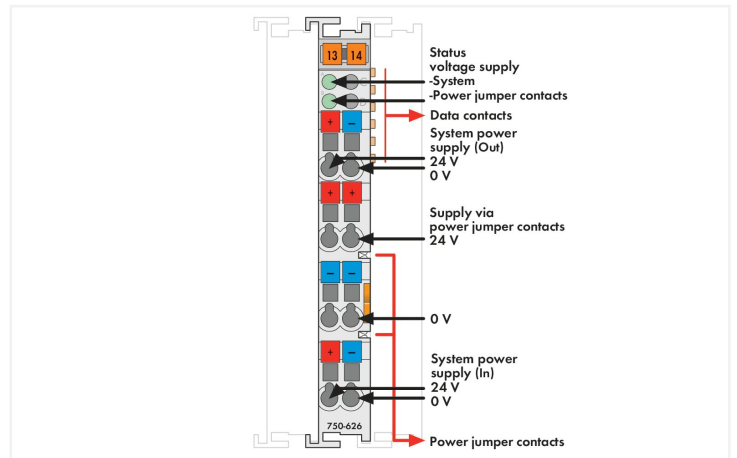 13 14
Status
voltage supply
-System
C
-Power jumper contacts
D
Data contacts
+ –
System power
supply (Out)
24 V
0 V
+ +
Supply via
power jumper contacts
24 V
– –
0 V
+ –
System power
supply (In)
24 V
0 V
750-626
Power jumper contacts